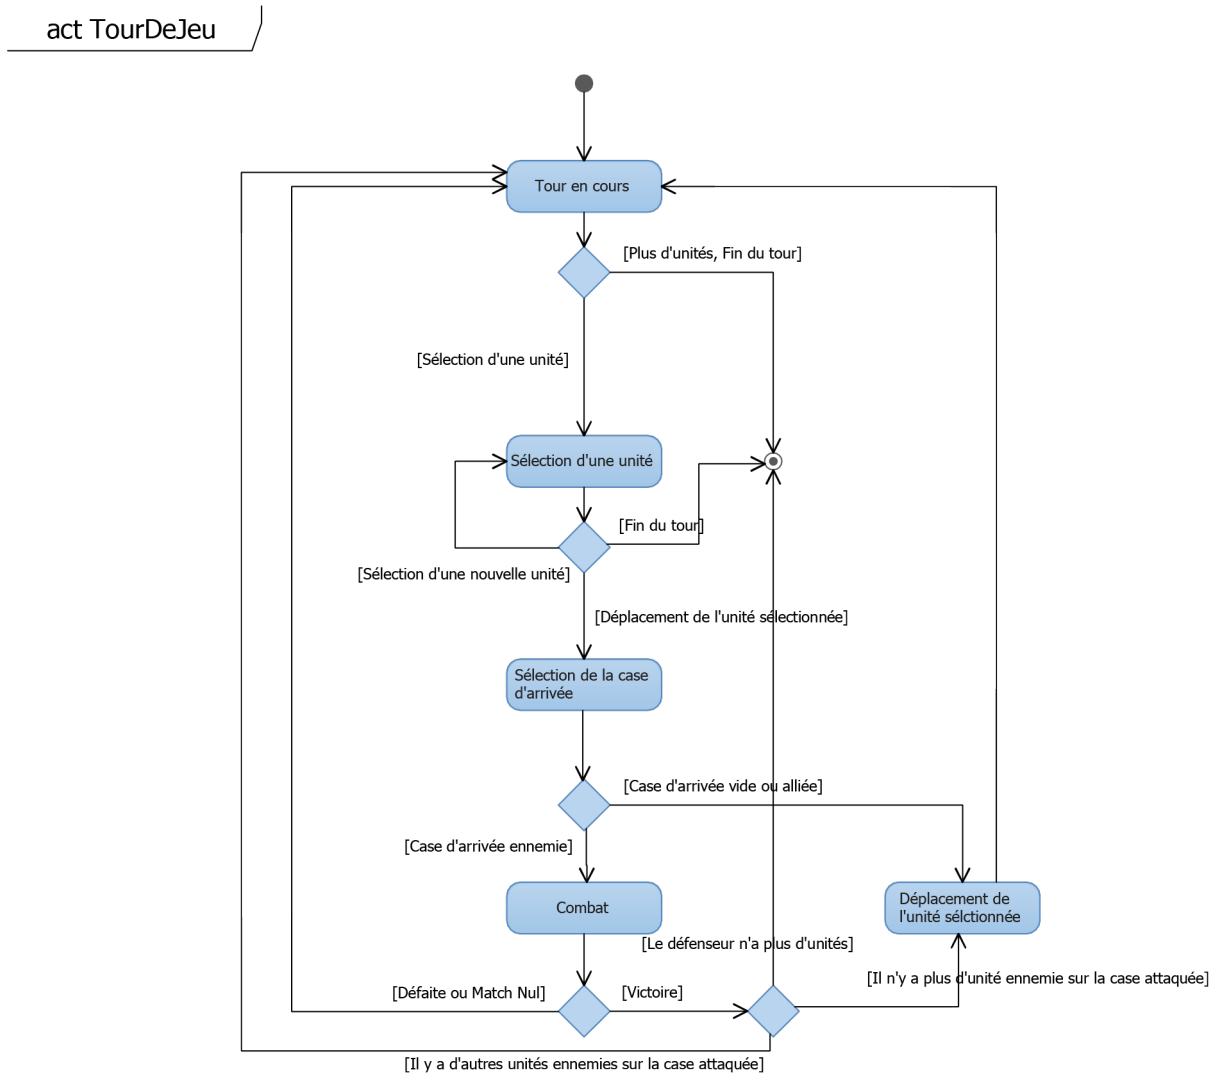 act TourDeJeu
Tour en cours
[Plus d'unités, Fin du tour]
[Sélection d'une unité]
Sélection d'une unité
[Fin du tour]
[Sélection d'une nouvelle unité]
[Déplacement de l'unité sélectionnée]
Sélection de la case
d'arrivée
[Case d'arrivée vide ou alliée]
[Case d'arrivée ennemie]
Combat
Déplacement de
l'unité sélctionnée
[Le défenseur n'a plus d'unités]
[Il n'y a plus d'unité ennemie sur la case attaquée]
[Défaite ou Match Nul]
[Victoire]
[Il y a d'autres unités ennemies sur la case attaquée]